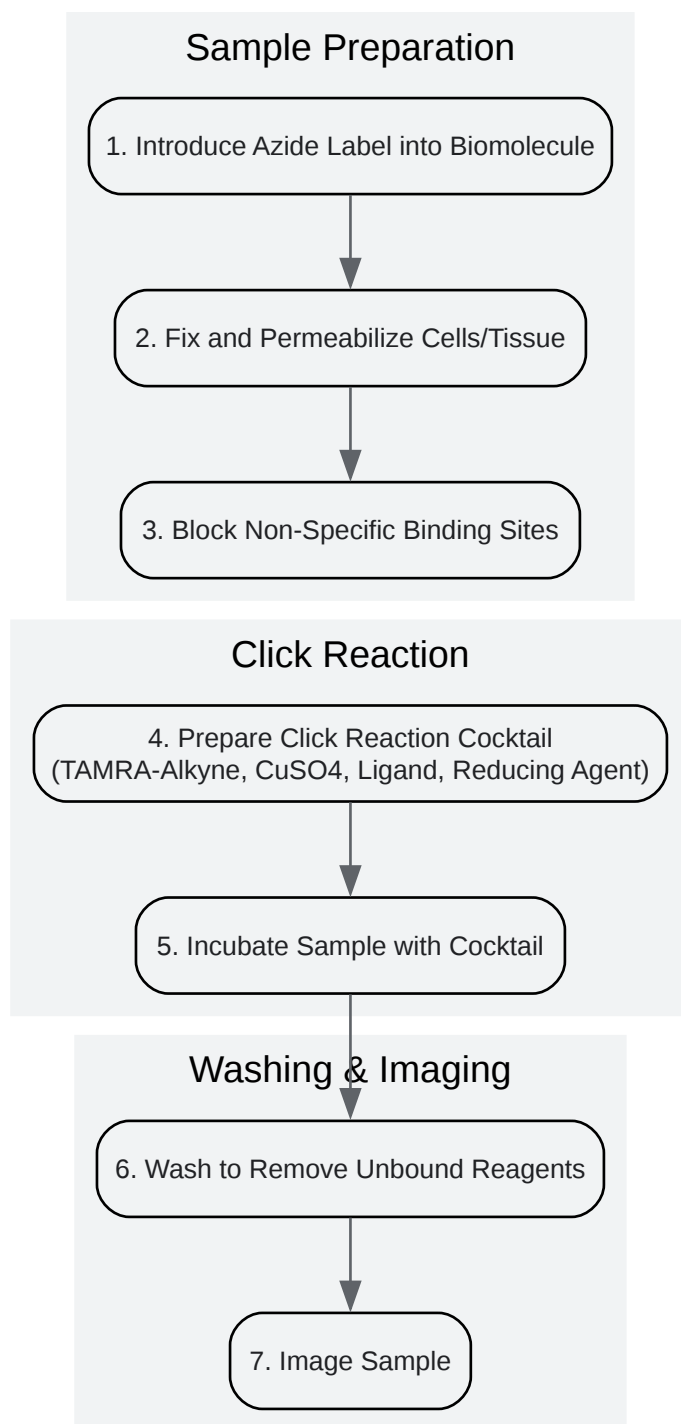 Sample Preparation
1. Introduce Azide Label into Biomolecule
2. Fix and Permeabilize Cells/Tissue
3. Block Non-Specific Binding Sites
Click Reaction
4. Prepare Click Reaction Cocktail
(TAMRA-Alkyne, CuSO4, Ligand, Reducing Agent)
5. Incubate Sample with Cocktail
Washing & Imaging
6. Wash to Remove Unbound Reagents
7. Image Sample